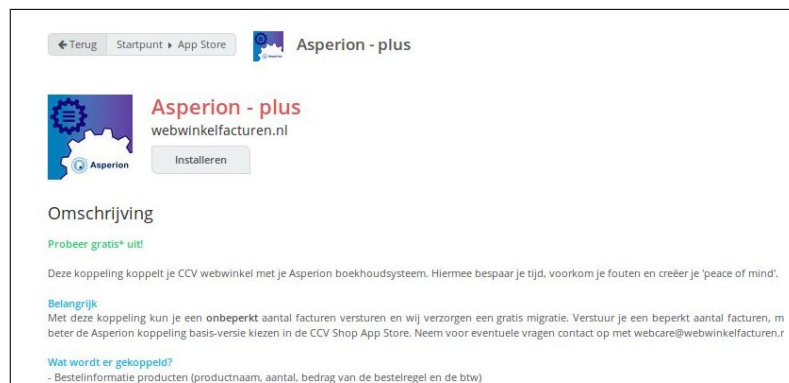 Terug Startpunt App Store Asperion - plus
Asperion - plus
webwinkelfacturen.nl
Installeren
Asperion
Omschrijving
Probeer gratis* uit!
Deze koppeling koppelt je CCV webwinkel met je Asperion boekhoudsysteem. Hiermee bespaar je tijd, voorkom je fouten en creëer je 'peace of mind'.
Belangrijk
Met deze koppeling kun je een onbeperkt aantal facturen versturen en wij verzorgen een gratis migratie. Verstuur je een beperkt aantal facturen, m
beter de Asperion koppeling basis-versie kiezen in de CCV Shop App Store. Neem voor eventuele vragen contact op met webcare@webwinkelfacturen.
Wat wordt er gekoppeld?
- Bestelinformatie producten (productnaam, aantal, bedrag van de bestelregel en de btw)